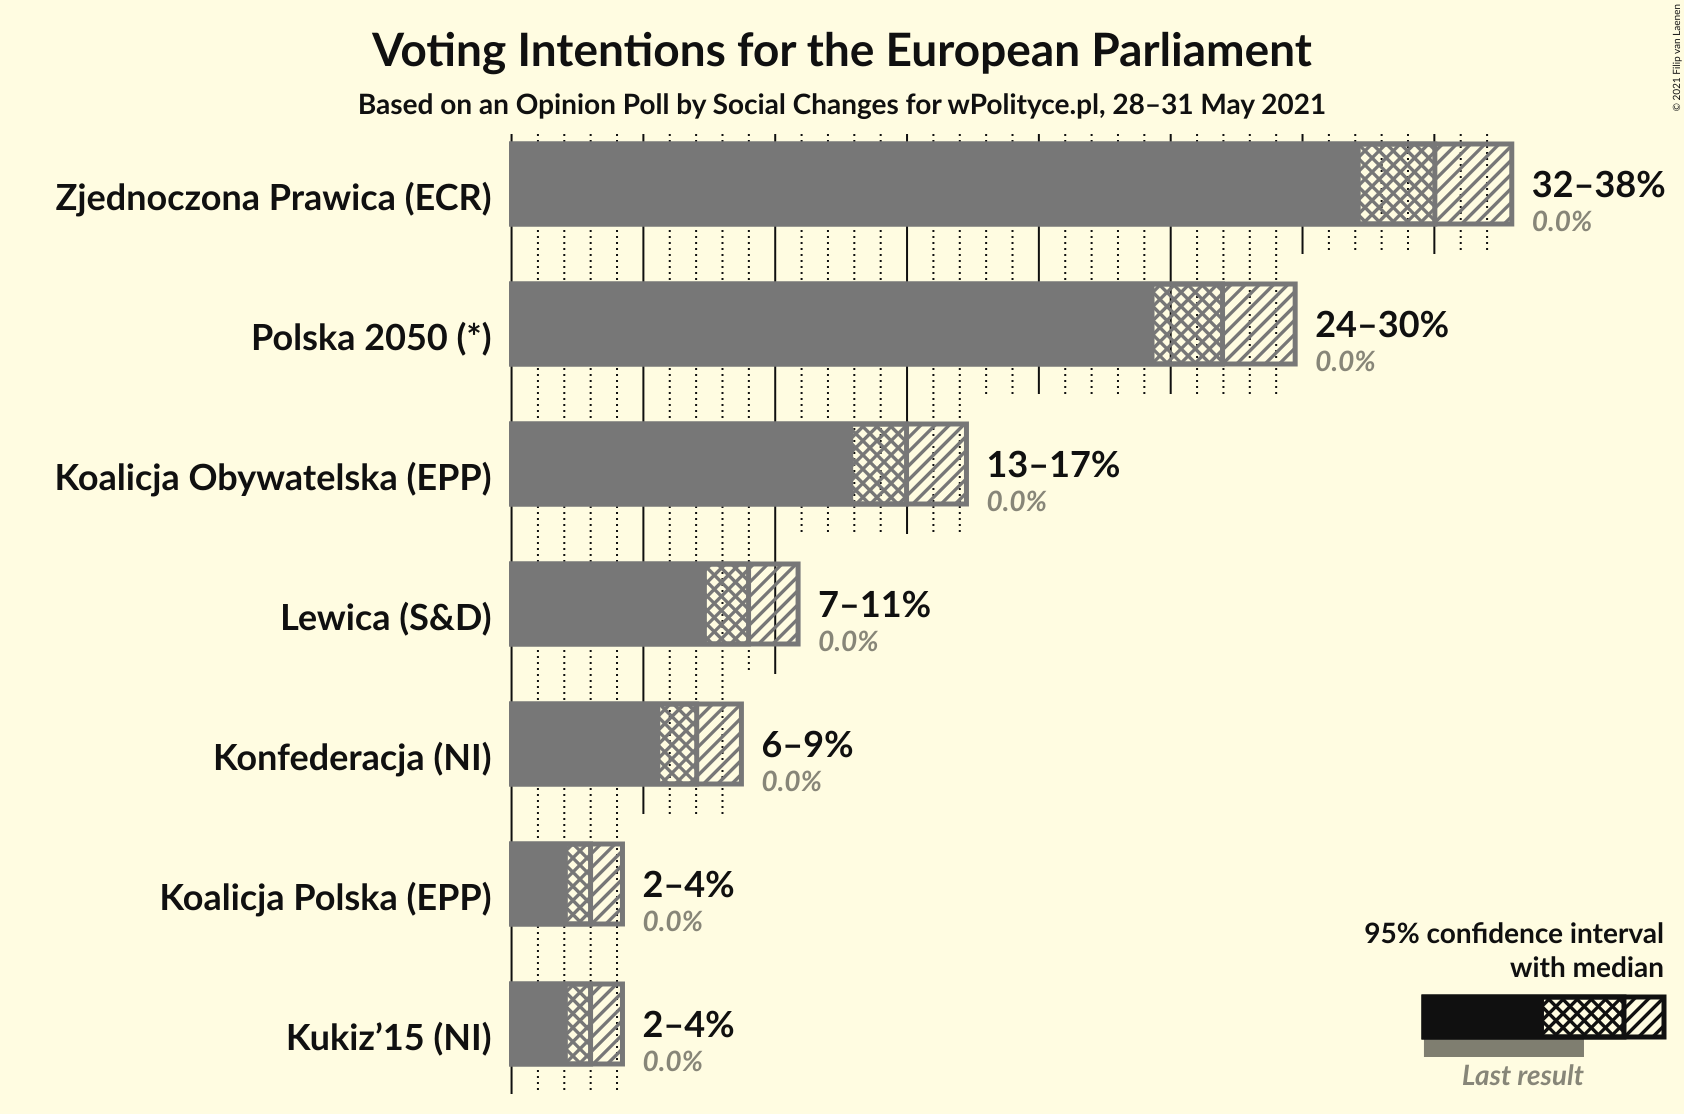 Voting Intentions for the European Parliament
Based on an Opinion Poll by Social Changes for wPolityce.pl, 28–31 May 2021
© 2021 Filip van Laenen
Zjednoczona Prawica (ECR)
32–38%
0.0%
Polska 2050 (*)
24–30%
0.0%
Koalicja Obywatelska (EPP)
13–17%
0.0%
Lewica (S&D)
7–11%
0.0%
Konfederacja (NI)
6–9%
0.0%
Koalicja Polska (EPP)
2–4%
0.0%
Kukiz’15 (NI)
2–4%
0.0%
95% confidence interval
with median
Last result